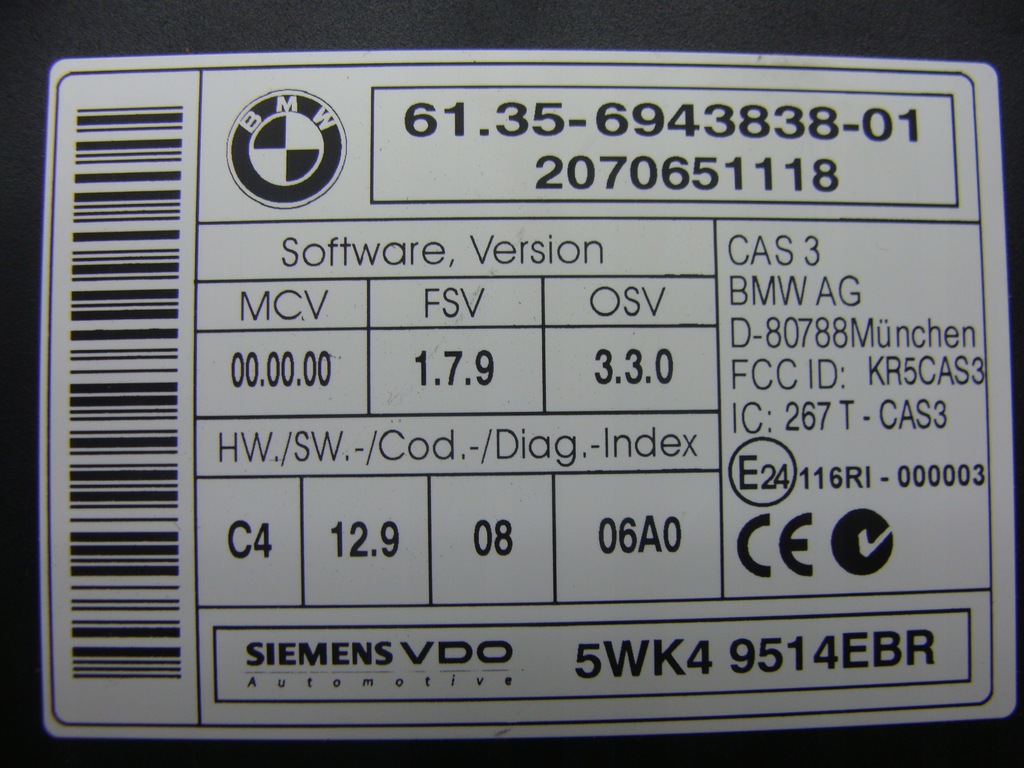 BMW
61.35-6943838-01
2070651118
Software, Version
MCV FSV OSV
00.00.00 1.7.9 3.3.0
HW./SW.-/Cod.-/Diag.-Index
C4 12.9 08 06A0
CAS 3
BMW AG
D-80788München
FCC ID: KR5CAS3
IC: 267 T - CAS3
E24 116RI - 000003
CE
SIEMENS VDO
Automotive
5WK4 9514EBR